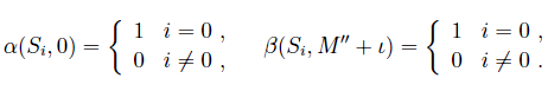 α(S_i, 0) = { 1 i = 0 , 0 i ≠ 0 , β(S_i, M″ + ι) = { 1 i = 0 , 0 i ≠ 0 .